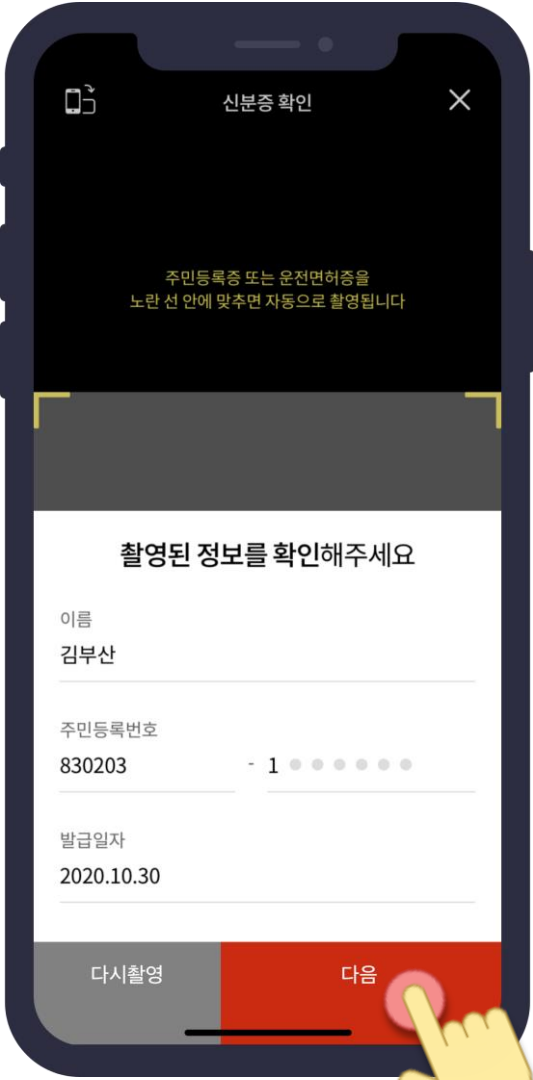 신분증 확인
주민등록증 또는 운전면허증을
노란 선 안에 맞추면 자동으로 촬영됩니다
촬영된 정보를 확인해주세요
이름
김부산
주민등록번호
830203 - 1 ●●●●●●
발급일자
2020.10.30
다시촬영 다음